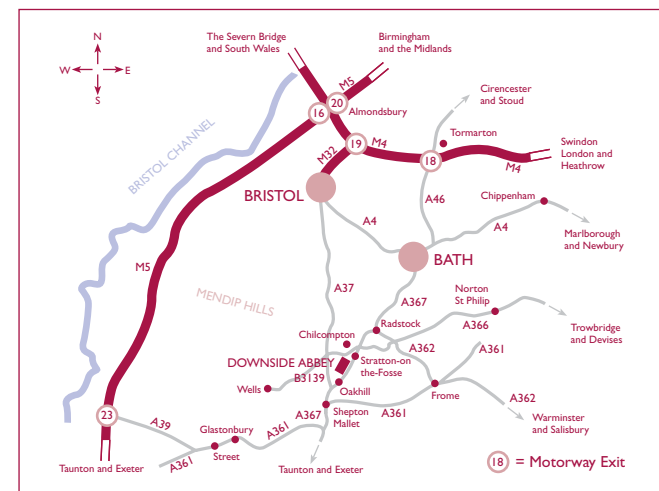 N
W
E
S
The Severn Bridge
and South Wales
Birmingham
and the Midlands
M5
Cirencester
and Stoud
16
20
Almondsbury
Tormarton
19
M4
18
M4
Swindon
London and
Heathrow
M32
BRISTOL CHANNEL
BRISTOL
A46
Chippenham
A4
A4
Marlborough
and Newbury
BATH
M5
A37
MENDIP HILLS
A367
Norton
St Philip
Radstock
A366
Trowbridge
and Devises
Chilcompton
A362
A361
DOWNSIDE ABBEY
Stratton-on
the-Fosse
B3139
Wells
Oakhill
Frome
A362
23
A39
Glastonbury
A361
A367
Shepton
Mallet
A361
Warminster
and Salisbury
Street
Taunton and Exeter
A361
Taunton and Exeter
18 = Motorway Exit